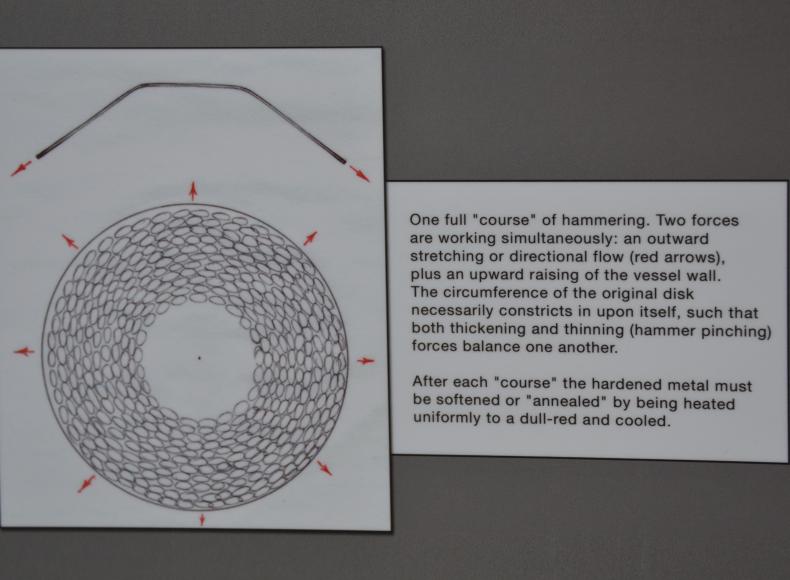 One full "course" of hammering. Two forces
are working simultaneously: an outward
stretching or directional flow (red arrows),
plus an upward raising of the vessel wall.
The circumference of the original disk
necessarily constricts in upon itself, such that
both thickening and thinning (hammer pinching)
forces balance one another.
After each "course" the hardened metal must
be softened or "annealed" by being heated
uniformly to a dull-red and cooled.